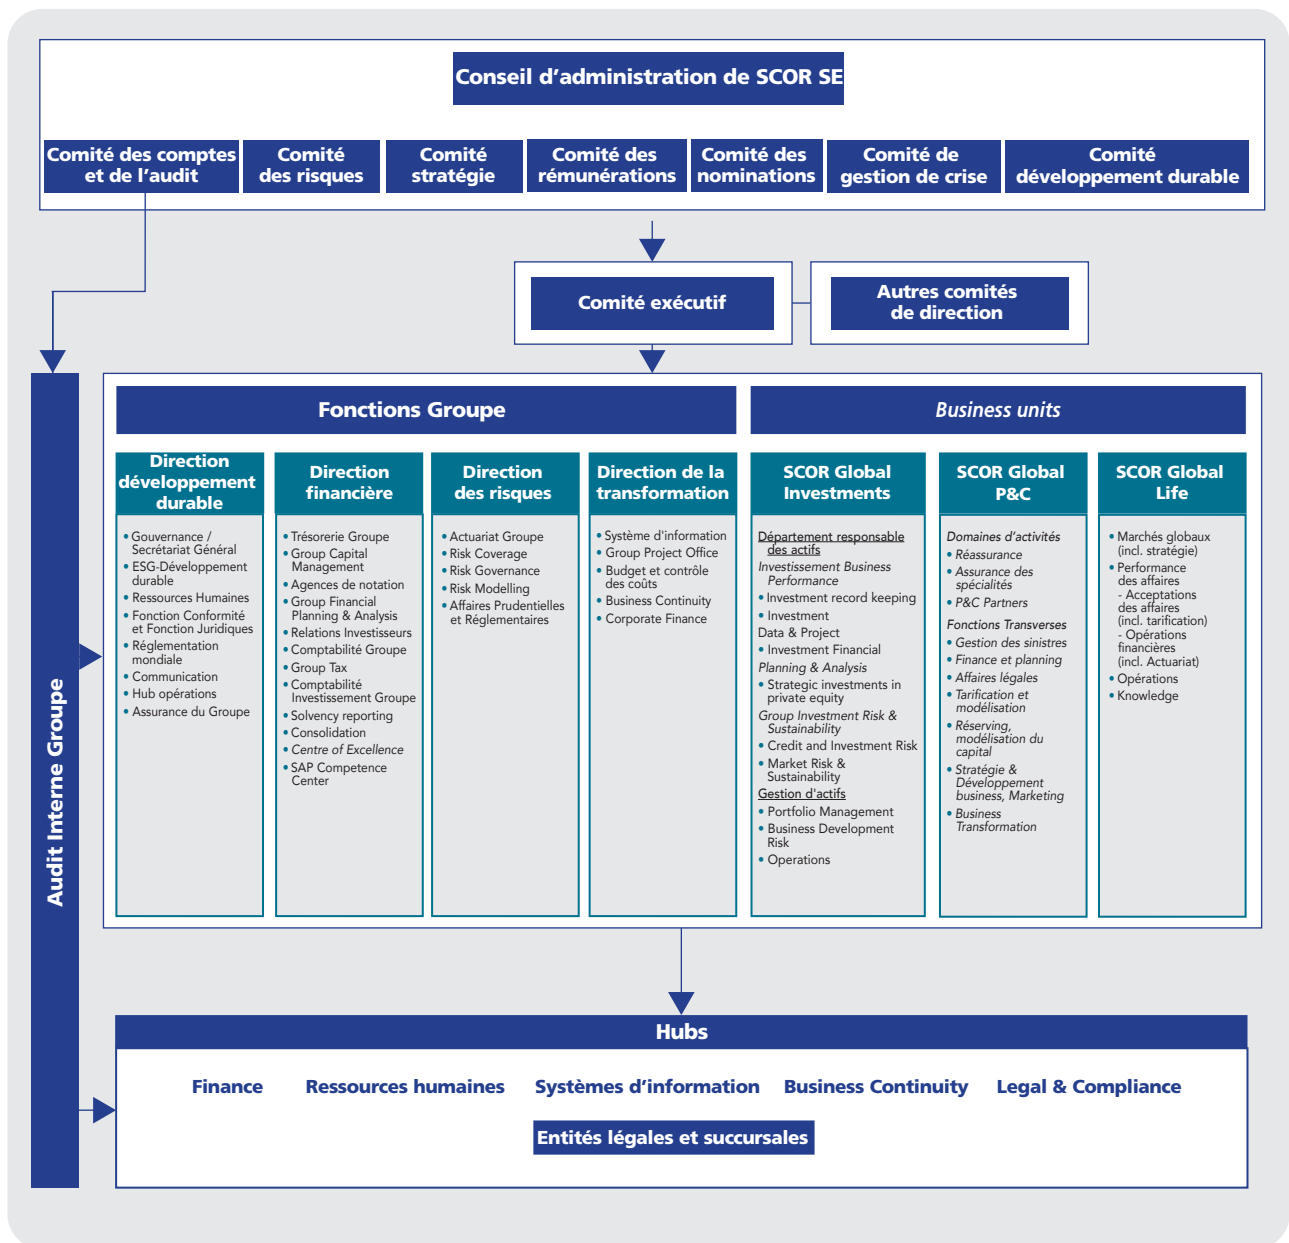 Conseil d’administration de SCOR SE
Comité des comptes
et de l’audit
Comité
des risques
Comité
stratégie
Comité des
rémunérations
Comité des
nominations
Comité de
gestion de crise
Comité
développement durable
Comité exécutif
Autres comités
de direction
Audit Interne Groupe
Fonctions Groupe
Business units
Direction
développement
durable
• Gouvernance /
Secrétariat Général
• ESG-Développement
durable
• Ressources Humaines
• Fonction Conformité
et Fonction Juridiques
• Réglementation
mondiale
• Communication
• Hub opérations
• Assurance du Groupe
Direction
financière
• Trésorerie Groupe
• Group Capital
Management
• Agences de notation
• Group Financial
Planning & Analysis
• Relations Investisseurs
• Comptabilité Groupe
• Group Tax
• Comptabilité
Investissement Groupe
• Solvency reporting
• Consolidation
• Centre of Excellence
• SAP Competence
Center
Direction
des risques
• Actuariat Groupe
• Risk Coverage
• Risk Governance
• Risk Modelling
• Affaires Prudentielles
et Réglementaires
Direction de la
transformation
• Système d'information
• Group Project Office
• Budget et contrôle
des coûts
• Business Continuity
• Corporate Finance
SCOR Global
Investments
Département responsable
des actifs
Investissement Business
Performance
• Investment record keeping
• Investment
Data & Project
• Investment Financial
Planning & Analysis
• Strategic investments in
private equity
Group Investment Risk &
Sustainability
• Credit and Investment Risk
• Market Risk &
Sustainability
Gestion d'actifs
• Portfolio Management
• Business Development
Risk
• Operations
SCOR Global
P&C
Domaines d’activités
• Réassurance
• Assurance des
spécialités
• P&C Partners
Fonctions Transverses
• Gestion des sinistres
• Finance et planning
• Affaires légales
• Tarification et
modélisation
• Réserving,
modélisation du
capital
• Stratégie &
Développement
business, Marketing
• Business
Transformation
SCOR Global
Life
• Marchés globaux
(incl. stratégie)
• Performance
des affaires
- Acceptations
des affaires
(incl. tarification)
- Opérations
financières
(incl. Actuariat)
• Opérations
• Knowledge
Hubs
Finance
Ressources humaines
Systèmes d’information
Business Continuity
Legal & Compliance
Entités légales et succursales